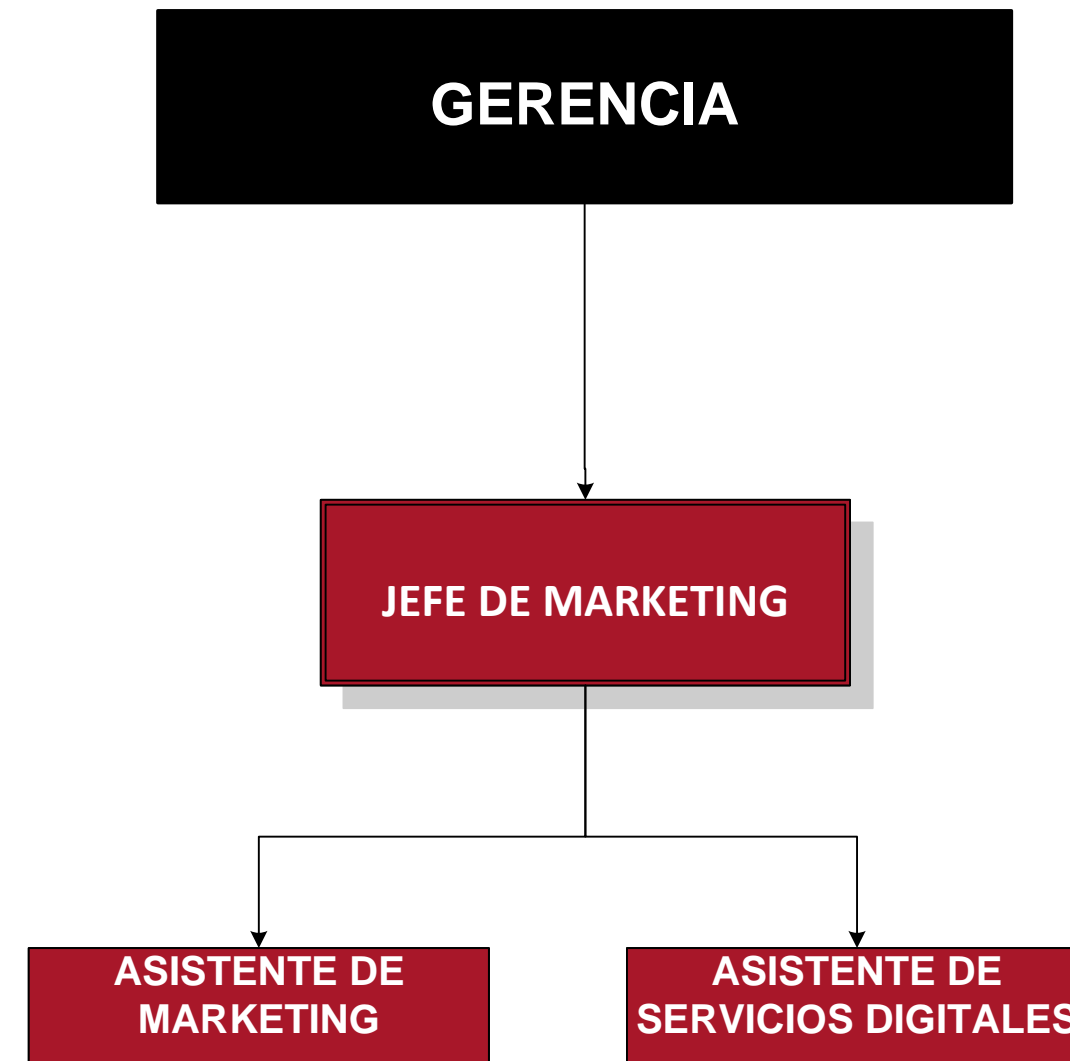 GERENCIA
JEFE DE MARKETING
ASISTENTE DE
MARKETING
ASISTENTE DE
SERVICIOS DIGITALES